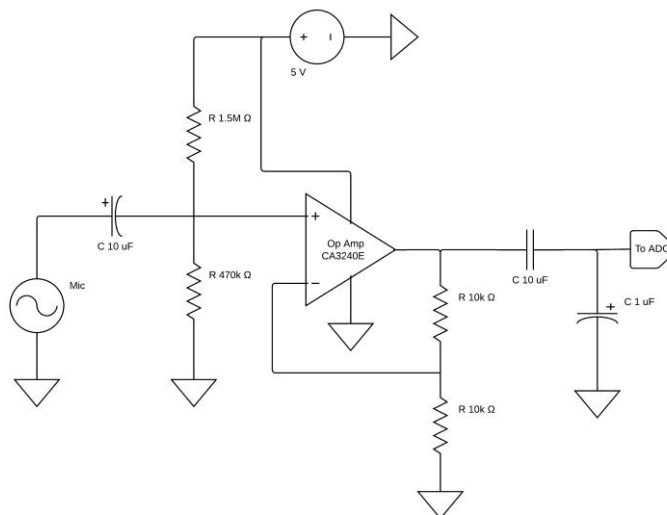 + -
5 V
R 1.5M Ω
+
C 10 uF
+
Op Amp
CA3240E
−
To ADC
C 10 uF
R 470k Ω
Mic
R 10k Ω
+
C 1 uF
R 10k Ω